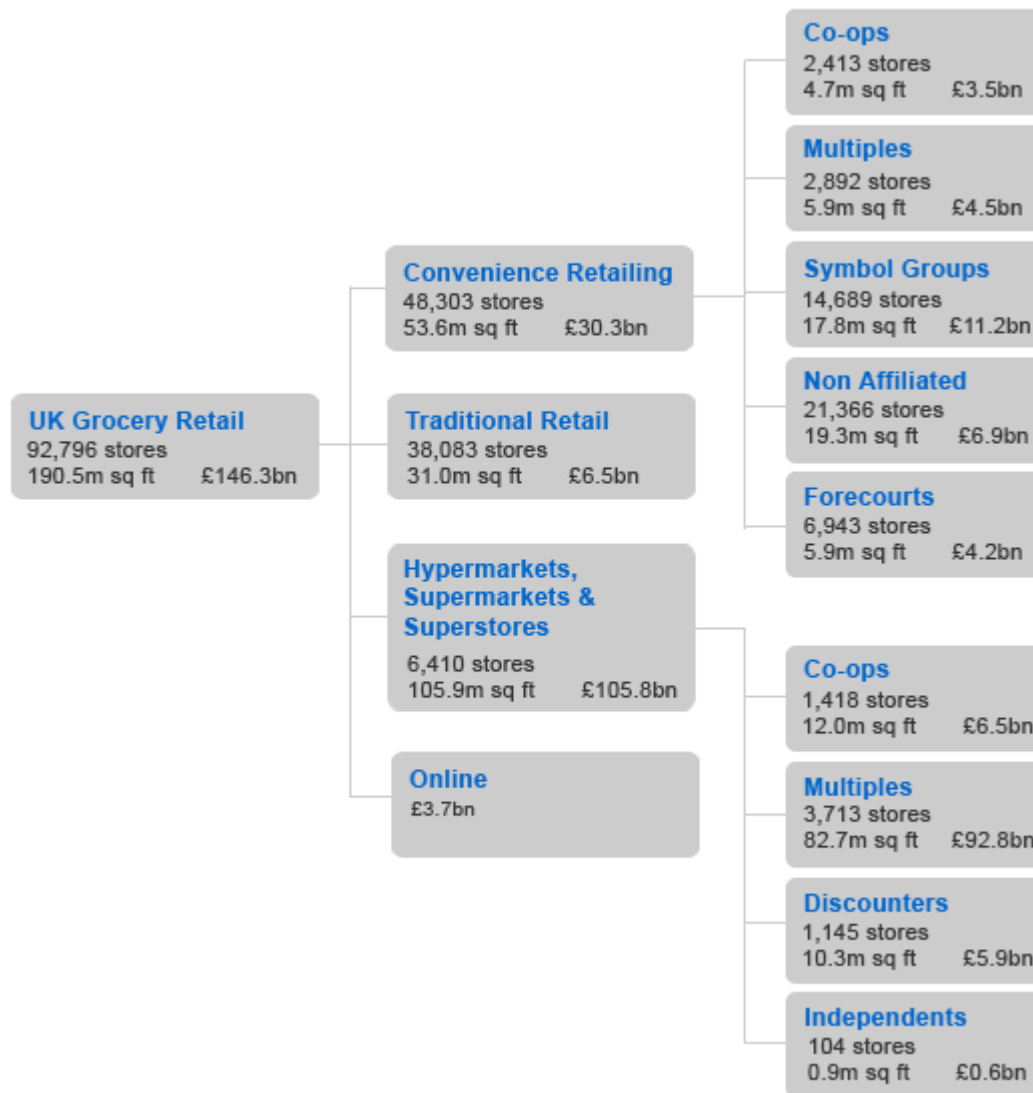 UK Grocery Retail
92,796 stores
190.5m sq ft £146.3bn
Convenience Retailing
48,303 stores
53.6m sq ft £30.3bn
Traditional Retail
38,083 stores
31.0m sq ft £6.5bn
Hypermarkets,
Supermarkets &
Superstores
6,410 stores
105.9m sq ft £105.8bn
Online
£3.7bn
Co-ops
2,413 stores
4.7m sq ft £3.5bn
Multiples
2,892 stores
5.9m sq ft £4.5bn
Symbol Groups
14,689 stores
17.8m sq ft £11.2bn
Non Affiliated
21,366 stores
19.3m sq ft £6.9bn
Forecourts
6,943 stores
5.9m sq ft £4.2bn
Co-ops
1,418 stores
12.0m sq ft £6.5bn
Multiples
3,713 stores
82.7m sq ft £92.8bn
Discounters
1,145 stores
10.3m sq ft £5.9bn
Independents
104 stores
0.9m sq ft £0.6bn